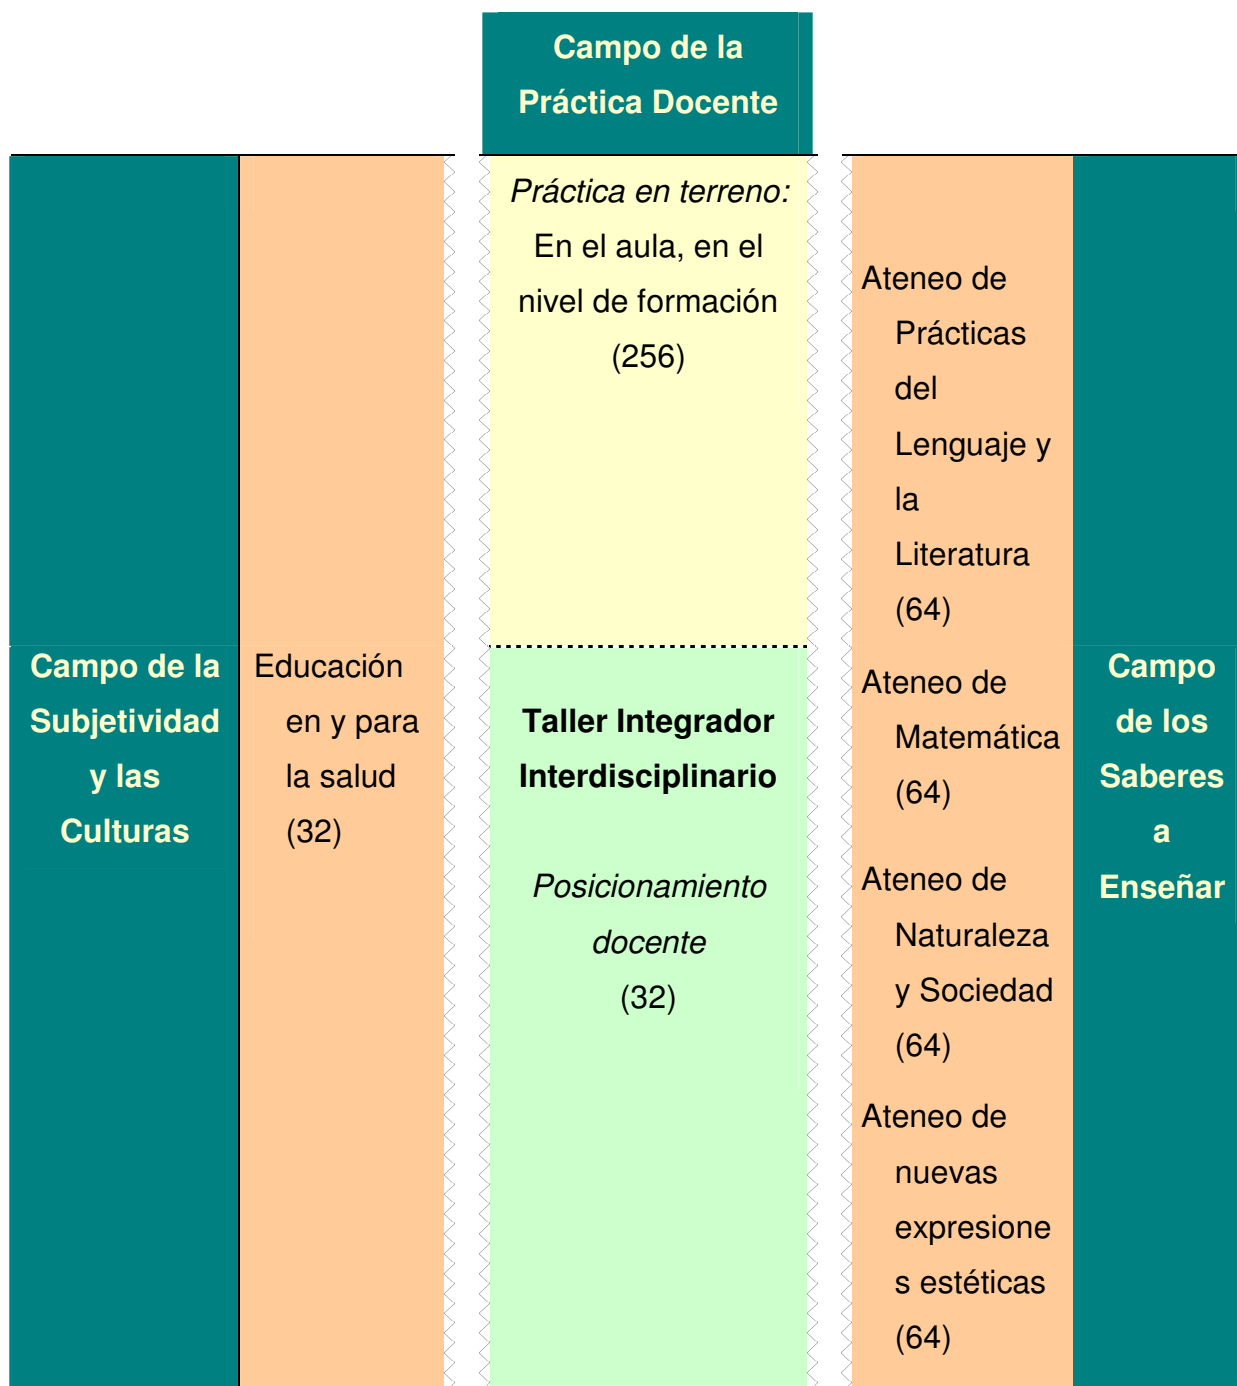 Campo de la
Práctica Docente
Campo de la
Subjetividad
y las
Culturas
Educación
en y para
la salud
(32)
Práctica en terreno:
En el aula, en el
nivel de formación
(256)
Taller Integrador
Interdisciplinario
Posicionamiento
docente
(32)
Ateneo de
Prácticas
del
Lenguaje y
la
Literatura
(64)
Ateneo de
Matemática
(64)
Ateneo de
Naturaleza
y Sociedad
(64)
Ateneo de
nuevas
expresione
s estéticas
(64)
Campo
de los
Saberes
a
Enseñar